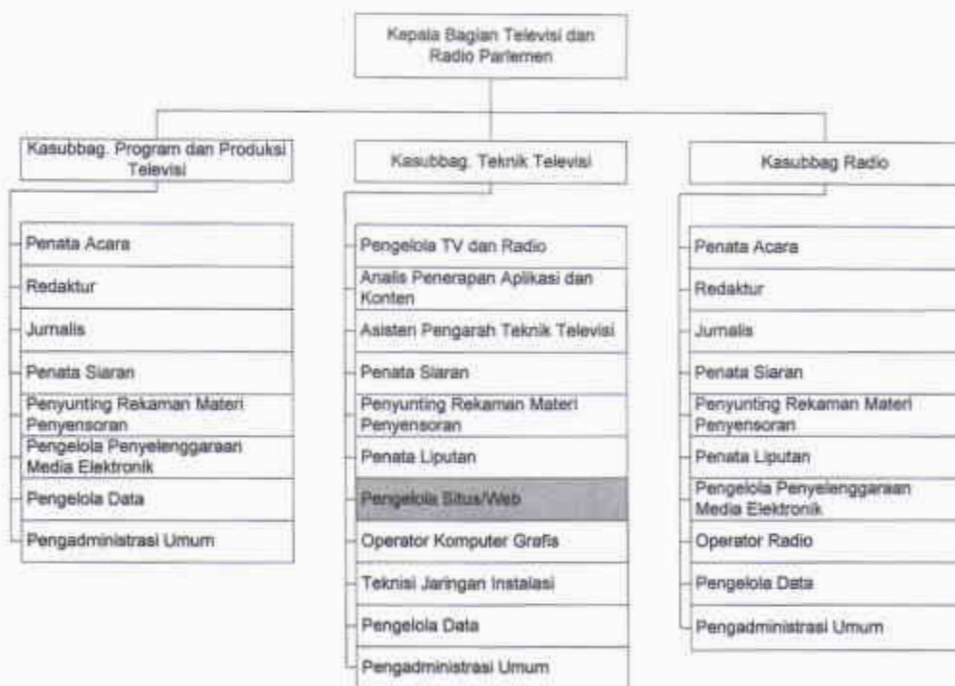 Kepala Bagian Televisi dan
Radio Parlemen
Kasubbag. Program dan Produksi
Televisi
Penata Acara
Redaktur
Jurnalis
Penata Siaran
Penyunting Rekaman Materi
Penyensoran
Pengelola Penyelenggaraan
Media Elektronik
Pengelola Data
Pengadministrasi Umum
Kasubbag. Teknik Televisi
Pengelola TV dan Radio
Analis Penerapan Aplikasi dan
Konten
Asisten Pengarah Teknik Televisi
Penata Siaran
Penyunting Rekaman Materi
Penyensoran
Penata Liputan
Pengelola Situs/Web
Operator Komputer Grafis
Teknisi Jaringan Instalasi
Pengelola Data
Pengadministrasi Umum
Kasubbag Radio
Penata Acara
Redaktur
Jurnalis
Penata Siaran
Penyunting Rekaman Materi
Penyensoran
Penata Liputan
Pengelola Penyelenggaraan
Media Elektronik
Operator Radio
Pengelola Data
Pengadministrasi Umum